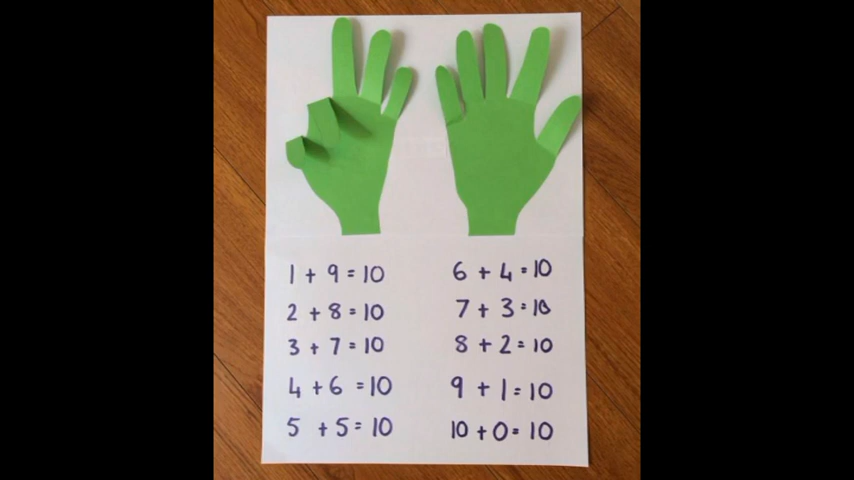 1 + 9 = 10
2 + 8 = 10
3 + 7 = 10
4 + 6 = 10
5 + 5 = 10
6 + 4 = 10
7 + 3 = 10
8 + 2 = 10
9 + 1 = 10
10 + 0 = 10